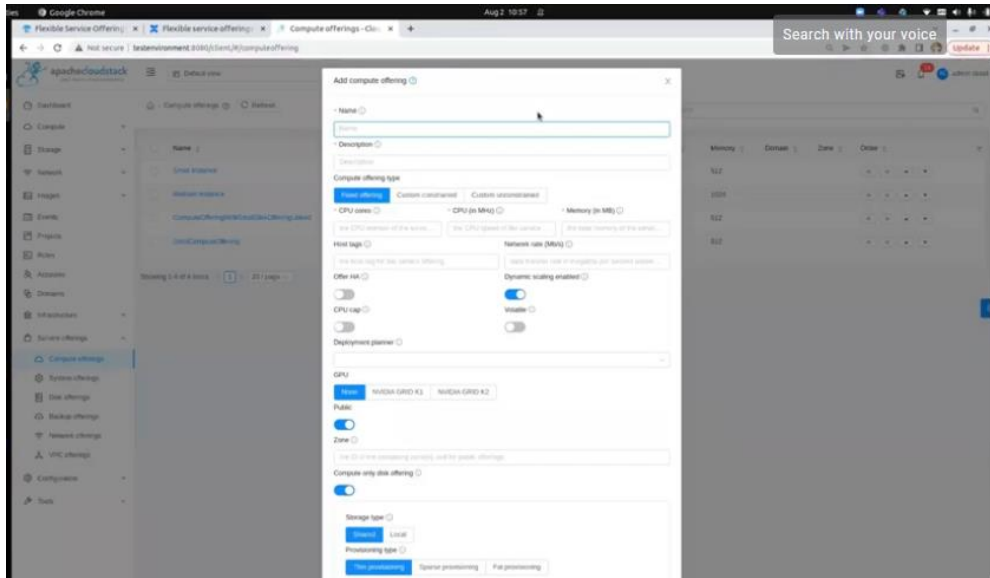 ties Google Chrome Aug 2 10:57
Flexible Service Offering Flexible service offerings Compute offerings - Clou
Search with your voice
Not secure testenvironment:8080/client/#/computeoffering Update
apachecloudstack Default view
Add compute offering
Dashboard
Compute offerings Refresh
Compute
Storage
Network
Images
Events
Projects
Roles
Accounts
Domains
Infrastructure
Service offerings
Compute offerings
System offerings
Disk offerings
Backup offerings
Network offerings
VPC offerings
Configuration
Tools
Name
Small Instance
Medium Instance
Memory Domain Zone Order
512
1024
512
512
Showing 1-4 of 4 items 1 20 / page
Name
Name
Description
Description
Compute offering type
Fixed offering Custom constrained Custom unconstrained
CPU cores CPU (in MHz) Memory (in MB)
Host tags Network rate (Mb/s)
Offer HA Dynamic scaling enabled
CPU cap Volatile
Deployment planner
GPU
None NVIDIA GRID K1 NVIDIA GRID K2
Public
Zone
Compute only disk offering
Storage type
Shared Local
Provisioning type
Thin provisioning Sparse provisioning Fat provisioning